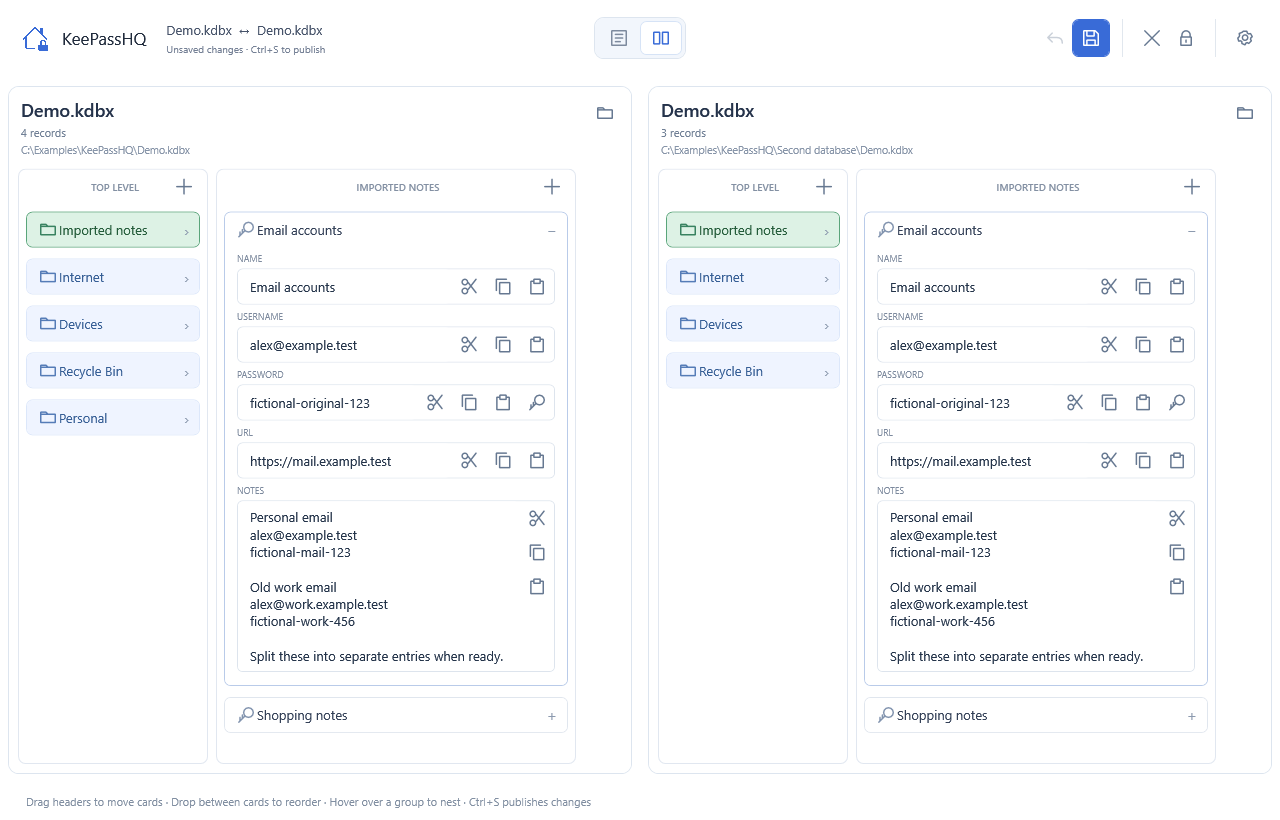 KeePassHQ
Demo.kdbx ↔ Demo.kdbx
Unsaved changes · Ctrl+S to publish
Demo.kdbx
4 records
C:\Examples\KeePassHQ\Demo.kdbx
TOP LEVEL
Imported notes
Internet
Devices
Recycle Bin
Personal
IMPORTED NOTES
Email accounts
NAME
Email accounts
USERNAME
alex@example.test
PASSWORD
fictional-original-123
URL
https://mail.example.test
NOTES
Personal email
alex@example.test
fictional-mail-123
Old work email
alex@work.example.test
fictional-work-456
Split these into separate entries when ready.
Shopping notes
Demo.kdbx
3 records
C:\Examples\KeePassHQ\Second database\Demo.kdbx
TOP LEVEL
Imported notes
Internet
Devices
Recycle Bin
IMPORTED NOTES
Email accounts
NAME
Email accounts
USERNAME
alex@example.test
PASSWORD
fictional-original-123
URL
https://mail.example.test
NOTES
Personal email
alex@example.test
fictional-mail-123
Old work email
alex@work.example.test
fictional-work-456
Split these into separate entries when ready.
Shopping notes
Drag headers to move cards · Drop between cards to reorder · Hover over a group to nest · Ctrl+S publishes changes